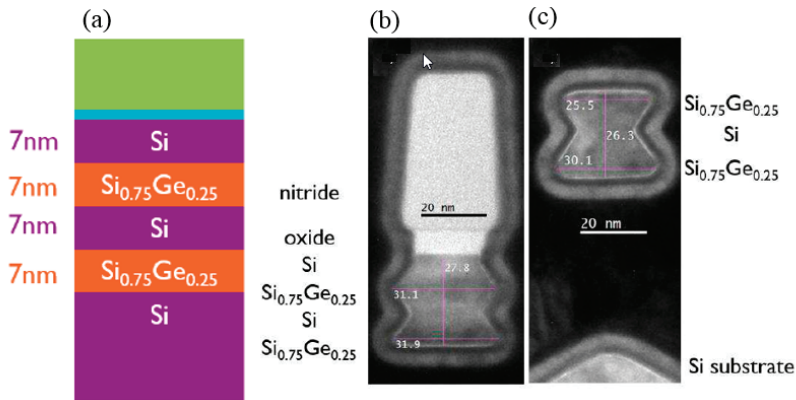 (a)
(b)
(c)
7nm
Si
7nm
Si0.75Ge0.25
7nm
Si
7nm
Si0.75Ge0.25
Si
nitride
oxide
Si
Si0.75Ge0.25
Si
Si0.75Ge0.25
20 nm
27.8
31.1
31.9
25.5
26.3
30.1
20 nm
Si0.75Ge0.25
Si
Si0.75Ge0.25
Si substrate